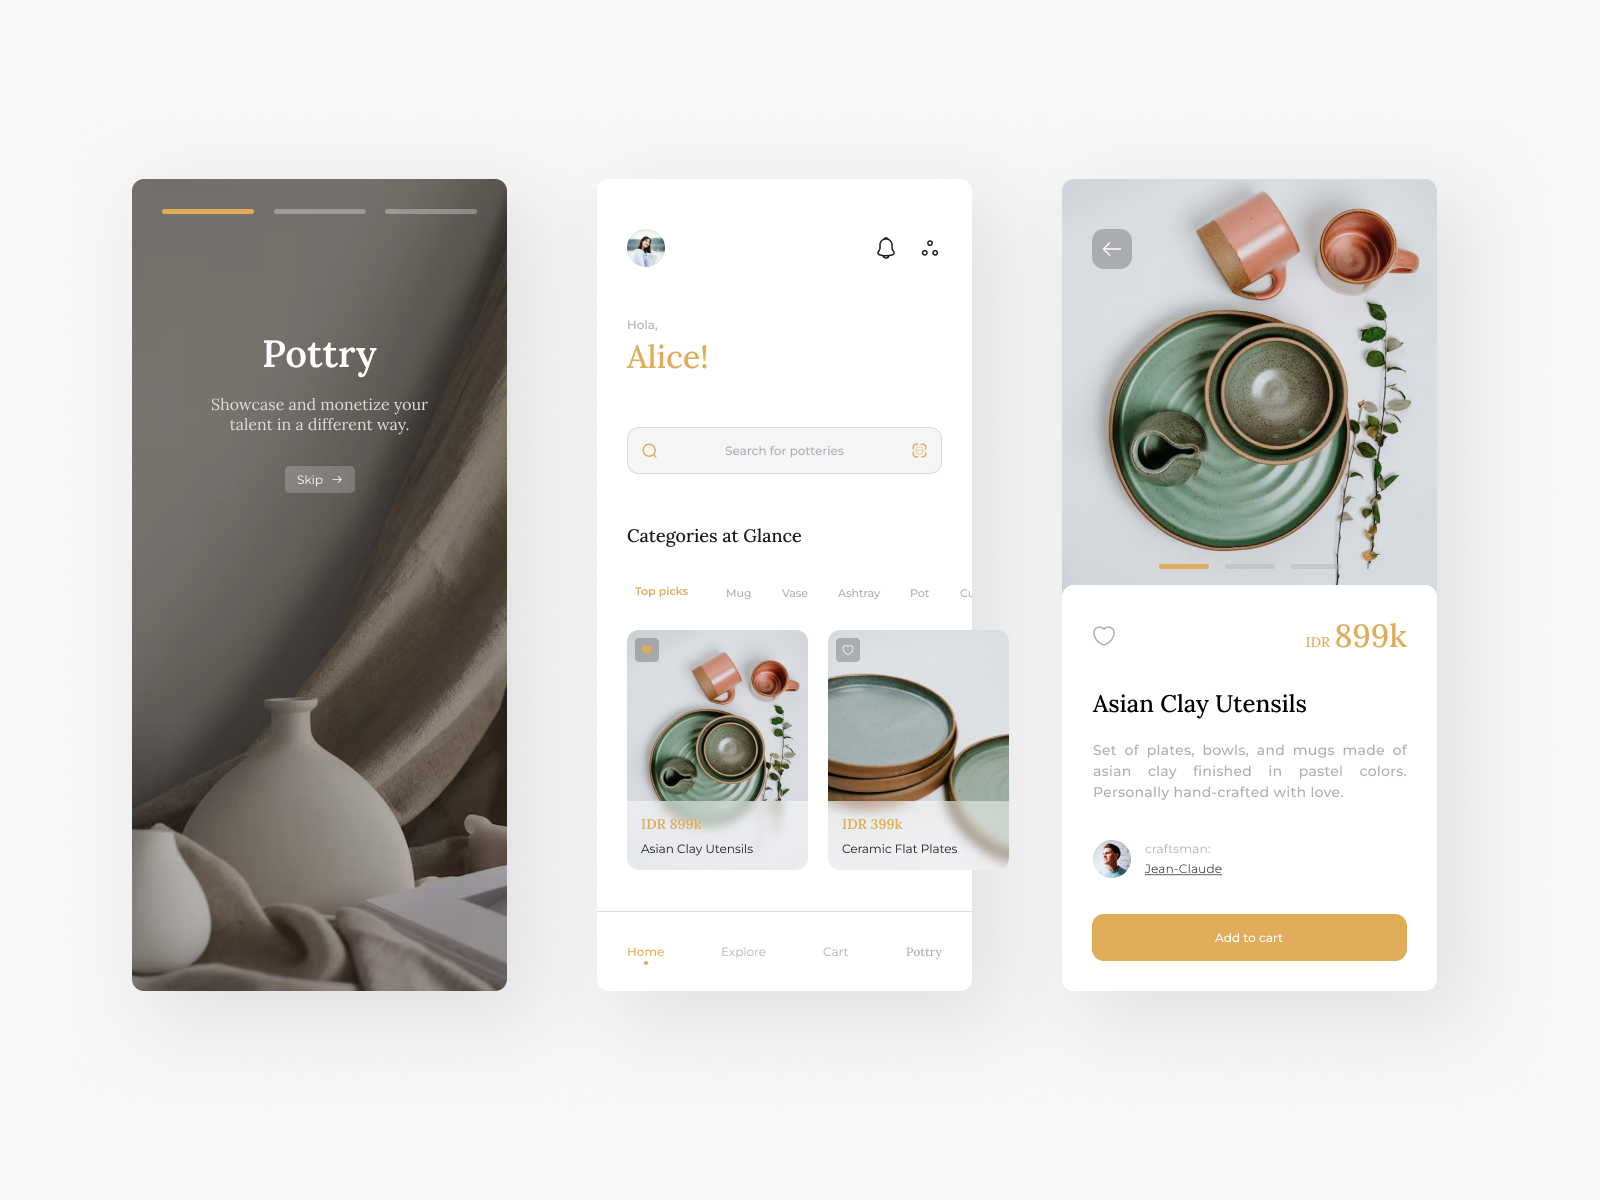 Pottry
Showcase and monetize your
talent in a different way.
Skip
Hola,
Alice!
Search for potteries
Categories at Glance
Top picks Mug Vase Ashtray Pot
IDR 899k
Asian Clay Utensils
IDR 399k
Ceramic Flat Plates
Home Explore Cart Pottry
IDR 899k
Asian Clay Utensils
Set of plates, bowls, and mugs made of
asian clay finished in pastel colors.
Personally hand-crafted with love.
craftsman:
Jean-Claude
Add to cart